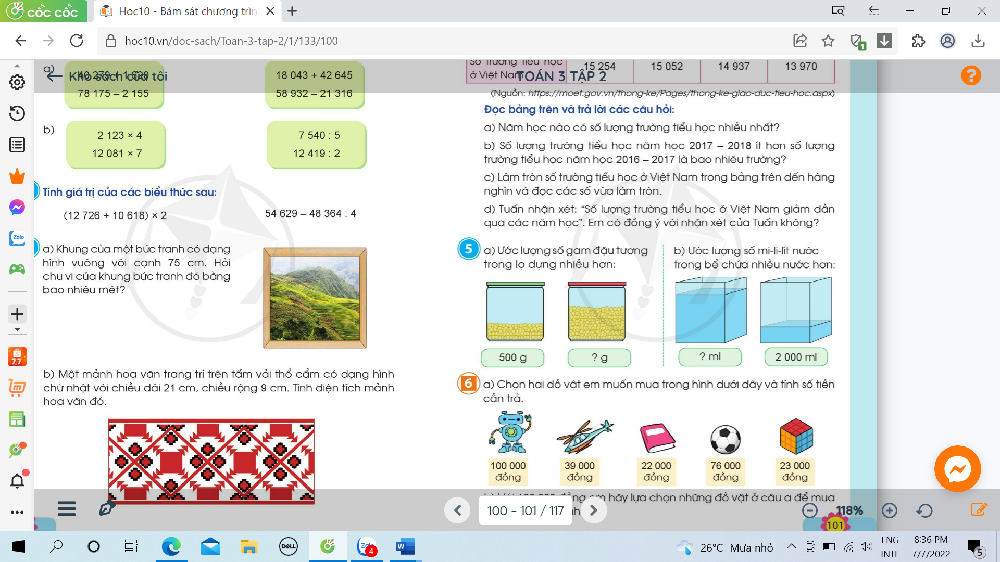 cốc cốc
Hoc10 - Bám sát chương trìn
hoc10.vn/doc-sach/Toan-3-tap-2/1/133/100
1
Kho sách của tôi
TOÁN 3 TẬP 2
?
a)
40 279 + 1 620
78 175 – 2 155
18 043 + 42 645
58 932 – 21 316
b)
2 123 × 4
12 081 × 7
7 540 : 5
12 419 : 2
Tính giá trị của các biểu thức sau:
(12 726 + 10 618) × 2
54 629 – 48 364 : 4
a) Khung của một bức tranh có dạng
hình vuông với cạnh 75 cm. Hỏi
chu vi của khung bức tranh đó bằng
bao nhiêu mét?
b) Một mảnh hoa văn trang trí trên tấm vải thổ cẩm có dạng hình
chữ nhật với chiều dài 21 cm, chiều rộng 9 cm. Tính diện tích mảnh
hoa văn đó.
Số trường tiểu học
ở Việt Nam
15 254
15 052
14 937
13 970
(Nguồn: https://moet.gov.vn/thong-ke/Pages/thong-ke-giao-duc-tieu-hoc.aspx)
Đọc bảng trên và trả lời các câu hỏi:
a) Năm học nào có số lượng trường tiểu học nhiều nhất?
b) Số lượng trường tiểu học năm học 2017 – 2018 ít hơn số lượng
trường tiểu học năm học 2016 – 2017 là bao nhiêu trường?
c) Làm tròn số trường tiểu học ở Việt Nam trong bảng trên đến hàng
nghìn và đọc các số vừa làm tròn.
d) Tuấn nhận xét: “Số lượng trường tiểu học ở Việt Nam giảm dần
qua các năm học”. Em có đồng ý với nhận xét của Tuấn không?
5
a) Ước lượng số gam đậu tương
trong lọ đựng nhiều hơn:
500 g
? g
b) Ước lượng số mi-li-lít nước
trong bể chứa nhiều nước hơn:
? ml
2 000 ml
6
a) Chọn hai đồ vật em muốn mua trong hình dưới đây và tính số tiền
cần trả.
100 000
đồng
39 000
đồng
22 000
đồng
76 000
đồng
23 000
đồng
đồng em hãy lựa chọn những đồ vật ở câu a để mua
100 - 101 / 117
118%
101
Zalo
7.7
DELL
W
4
26°C Mưa nhỏ
ENG
INTL
8:36 PM
7/7/2022
5